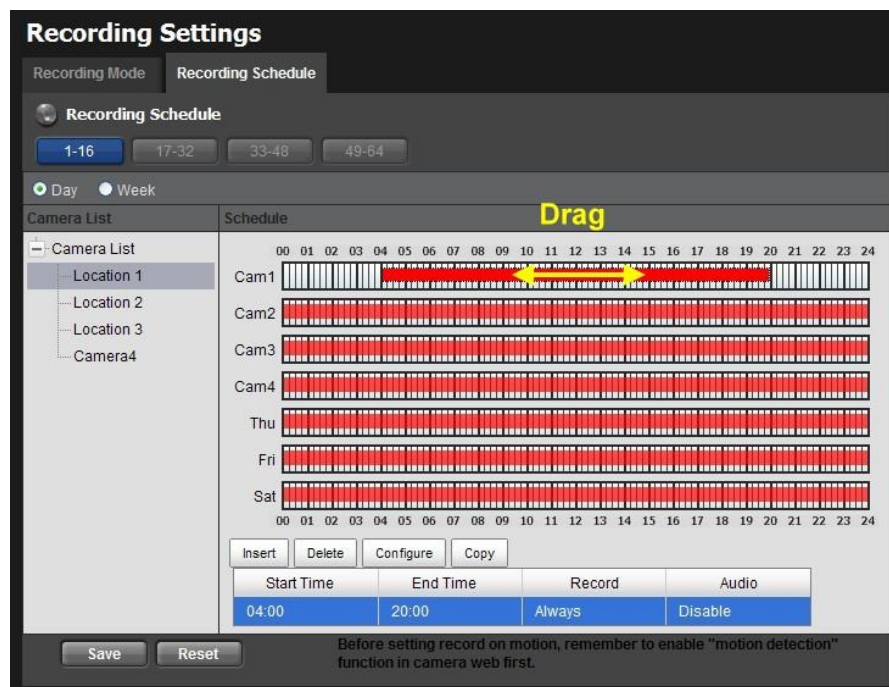 Recording Settings
Recording Mode Recording Schedule
Recording Schedule
1-16 17-32 33-48 49-64
Day Week
Camera List Schedule Drag
Camera List
Location 1
Location 2
Location 3
Camera4
00 01 02 03 04 05 06 07 08 09 10 11 12 13 14 15 16 17 18 19 20 21 22 23 24
Cam1
Cam2
Cam3
Cam4
Thu
Fri
Sat
00 01 02 03 04 05 06 07 08 09 10 11 12 13 14 15 16 17 18 19 20 21 22 23 24
Insert Delete Configure Copy
Start Time End Time Record Audio
04:00 20:00 Always Disable
Save Reset
Before setting record on motion, remember to enable "motion detection"
function in camera web first.